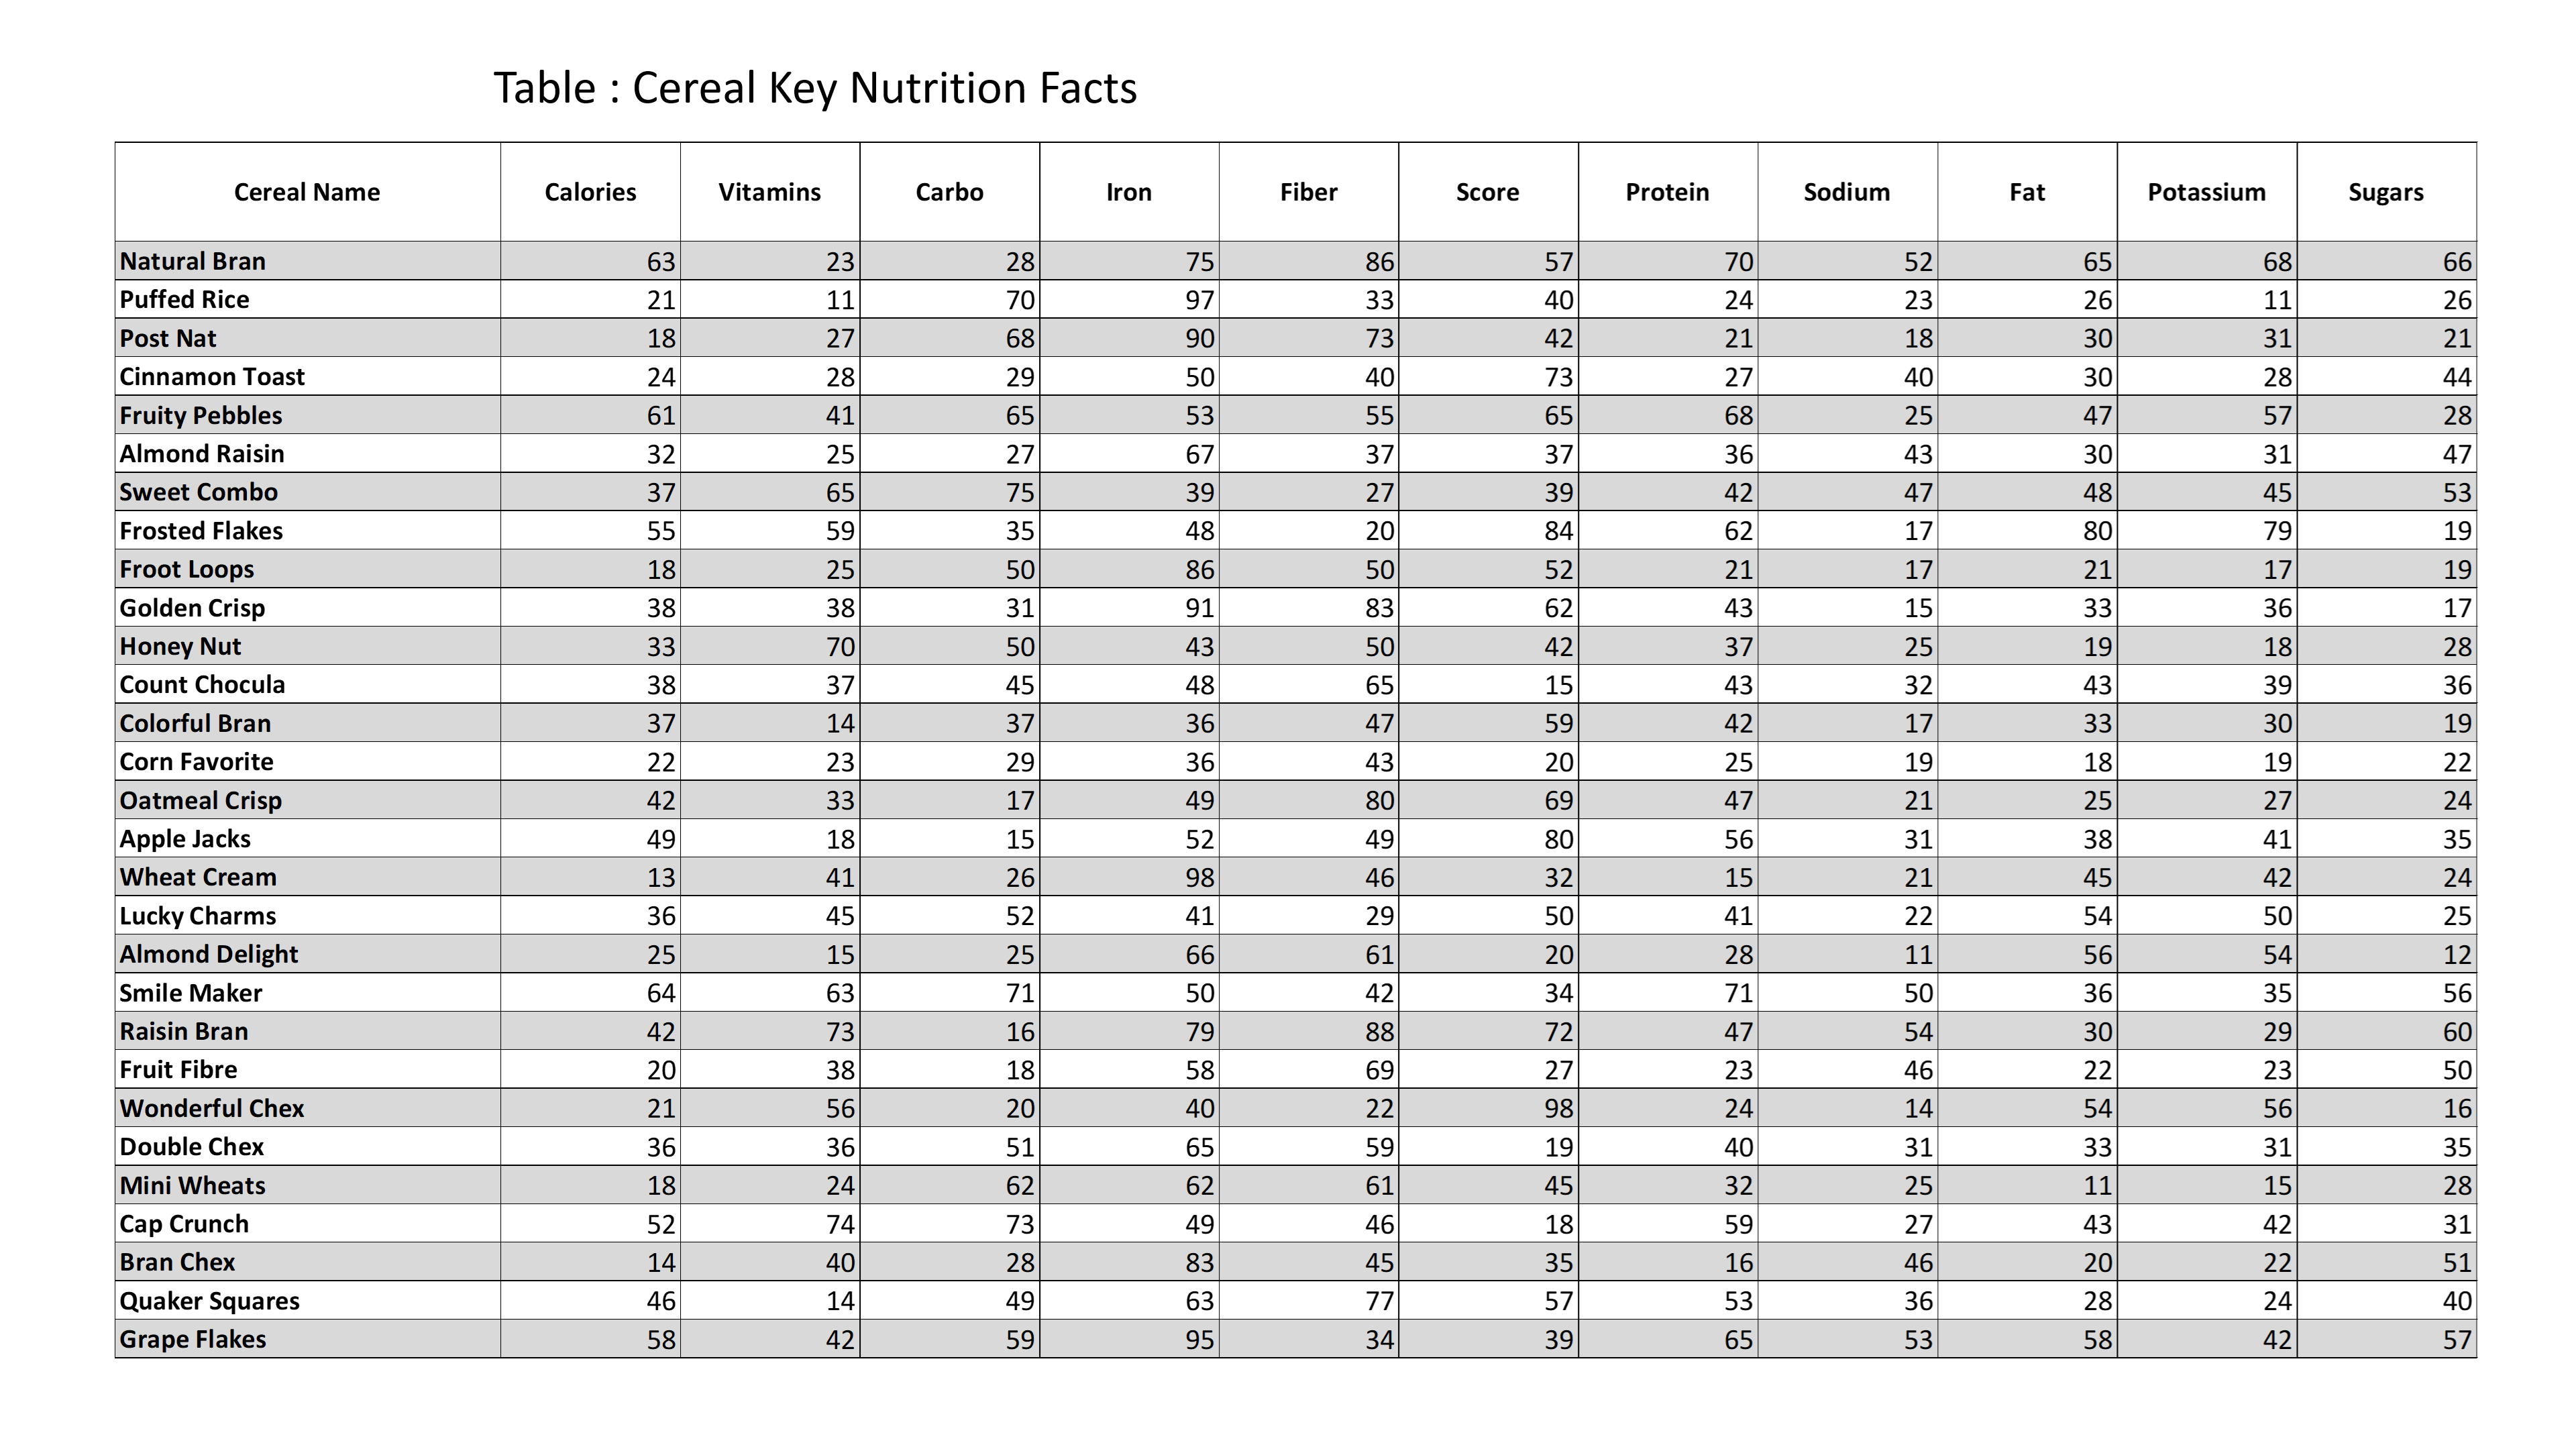 Table : Cereal Key Nutrition Facts
Cereal Name Calories Vitamins Carbo Iron Fiber Score Protein Sodium Fat Potassium Sugars
Natural Bran 63 23 28 75 86 57 70 52 65 68 66
Puffed Rice 21 11 70 97 33 40 24 23 26 11 26
Post Nat 18 27 68 90 73 42 21 18 30 31 21
Cinnamon Toast 24 28 29 50 40 73 27 40 30 28 44
Fruity Pebbles 61 41 65 53 55 65 68 25 47 57 28
Almond Raisin 32 25 27 67 37 37 36 43 30 31 47
Sweet Combo 37 65 75 39 27 39 42 47 48 45 53
Frosted Flakes 55 59 35 48 20 84 62 17 80 79 19
Froot Loops 18 25 50 86 50 52 21 17 21 17 19
Golden Crisp 38 38 31 91 83 62 43 15 33 36 17
Honey Nut 33 70 50 43 50 42 37 25 19 18 28
Count Chocula 38 37 45 48 65 15 43 32 43 39 36
Colorful Bran 37 14 37 36 47 59 42 17 33 30 19
Corn Favorite 22 23 29 36 43 20 25 19 18 19 22
Oatmeal Crisp 42 33 17 49 80 69 47 21 25 27 24
Apple Jacks 49 18 15 52 49 80 56 31 38 41 35
Wheat Cream 13 41 26 98 46 32 15 21 45 42 24
Lucky Charms 36 45 52 41 29 50 41 22 54 50 25
Almond Delight 25 15 25 66 61 20 28 11 56 54 12
Smile Maker 64 63 71 50 42 34 71 50 36 35 56
Raisin Bran 42 73 16 79 88 72 47 54 30 29 60
Fruit Fibre 20 38 18 58 69 27 23 46 22 23 50
Wonderful Chex 21 56 20 40 22 98 24 14 54 56 16
Double Chex 36 36 51 65 59 19 40 31 33 31 35
Mini Wheats 18 24 62 62 61 45 32 25 11 15 28
Cap Crunch 52 74 73 49 46 18 59 27 43 42 31
Bran Chex 14 40 28 83 45 35 16 46 20 22 51
Quaker Squares 46 14 49 63 77 57 53 36 28 24 40
Grape Flakes 58 42 59 95 34 39 65 53 58 42 57